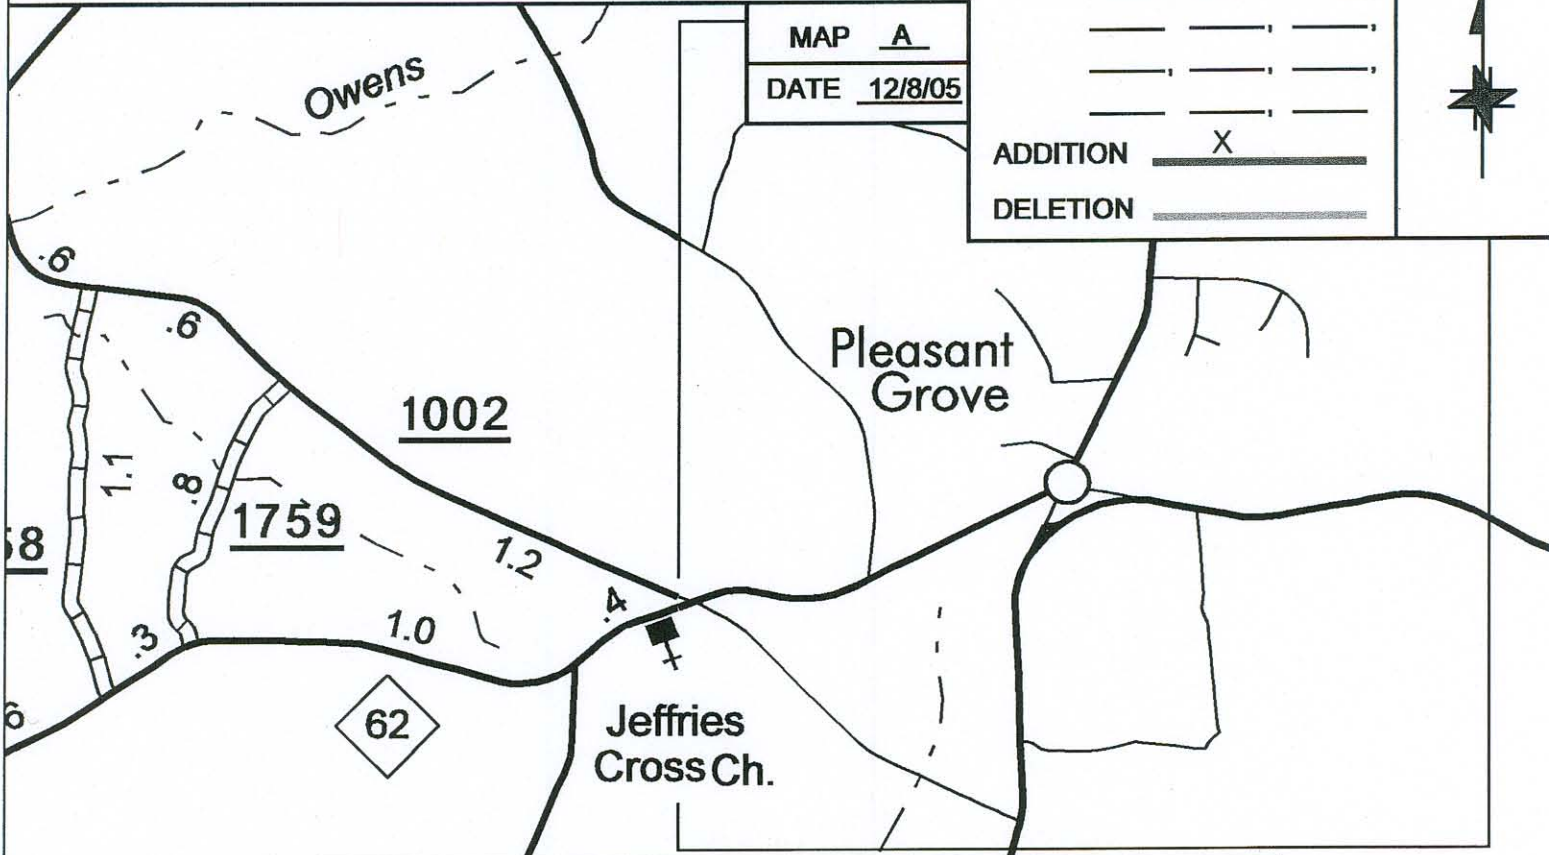 MAP A
DATE 12/8/05
X
ADDITION
DELETION
Owens
.6
.6
Pleasant
Grove
1002
1.1
.8
1759
58
1.2
.4
.3
1.0
6
62
Jeffries
Cross Ch.